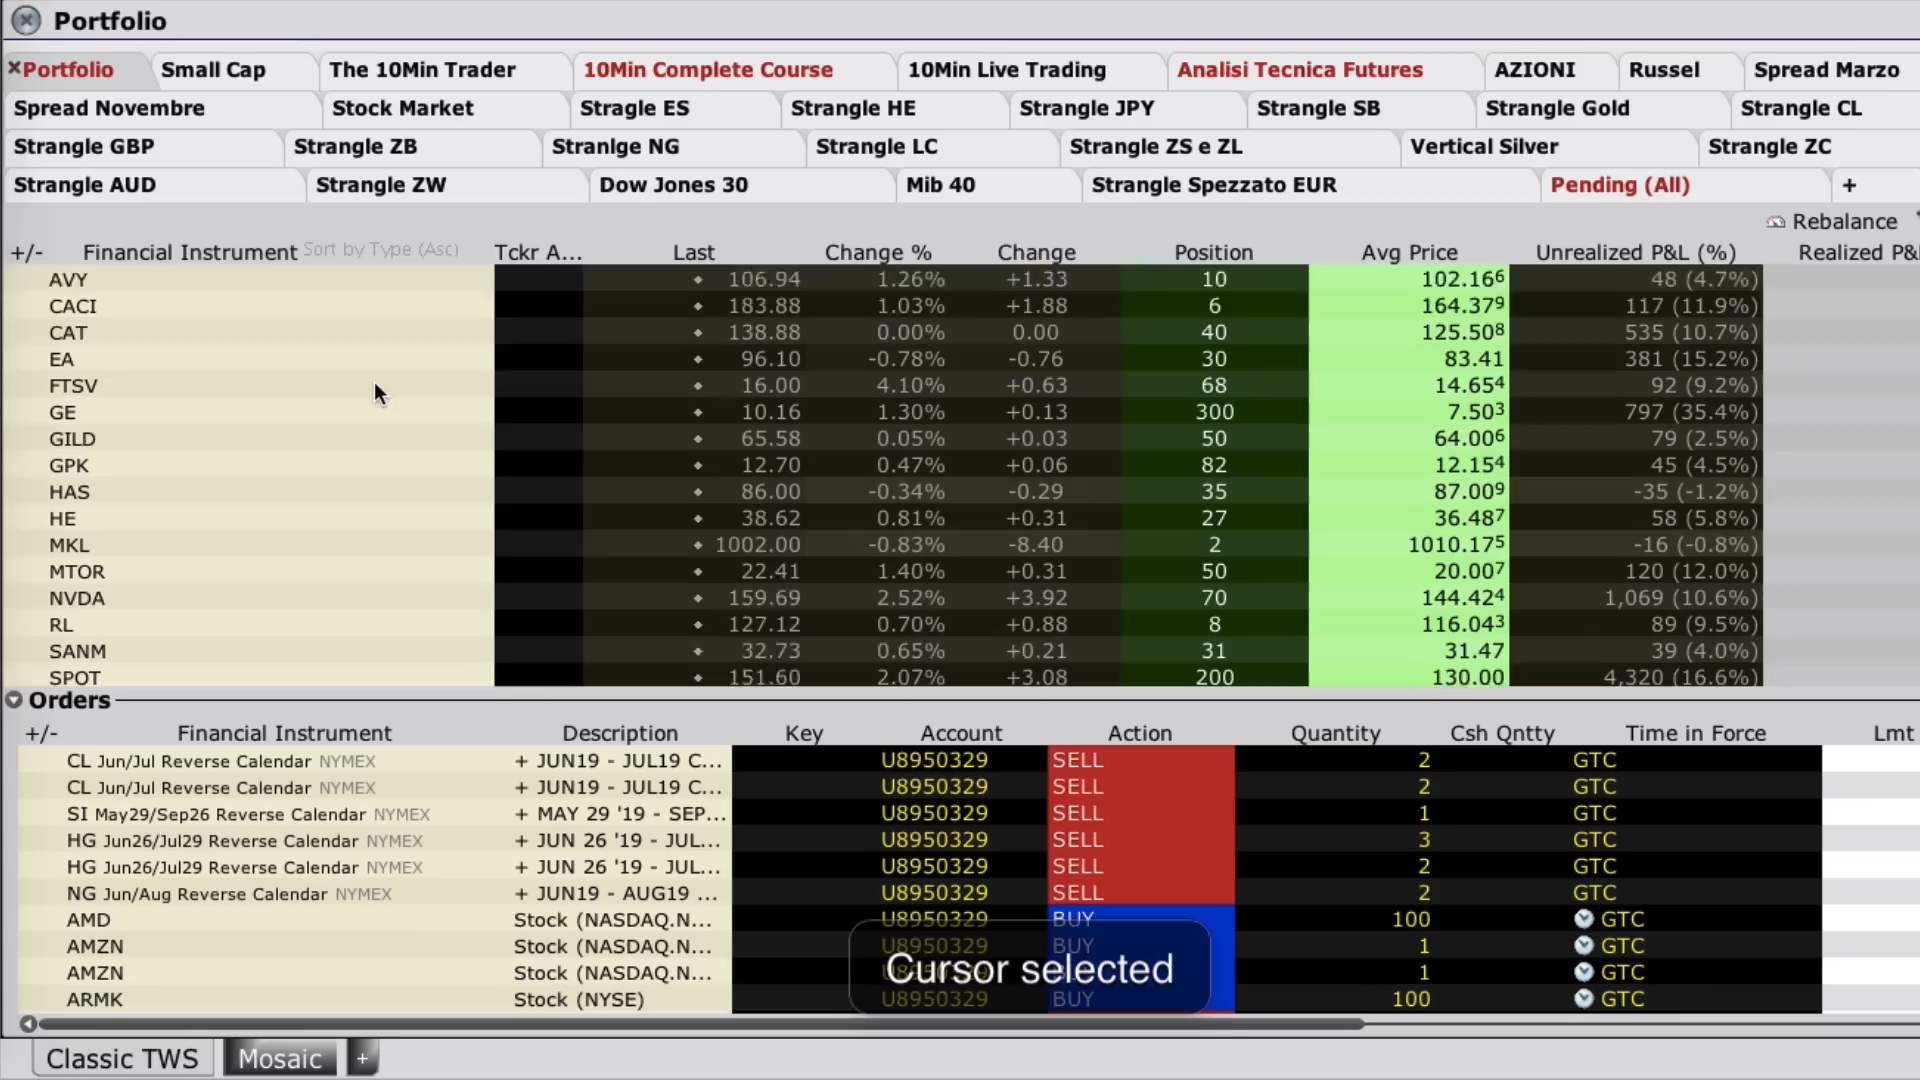 Portfolio
Portfolio Small Cap The 10Min Trader 10Min Complete Course 10Min Live Trading Analisi Tecnica Futures AZIONI Russel Spread Marzo
Spread Novembre Stock Market Stragle ES Strangle HE Strangle JPY Strangle SB Strangle Gold Strangle CL
Strangle GBP Strangle ZB Stranlge NG Strangle LC Strangle ZS e ZL Vertical Silver Strangle ZC
Strangle AUD Strangle ZW Dow Jones 30 Mib 40 Strangle Spezzato EUR Pending (All) +
Rebalance
+/- Financial Instrument Sort by Type (Asc) Tckr A... Last Change % Change Position Avg Price Unrealized P&L (%) Realized P&
AVY 106.94 1.26% +1.33 10 102.166 48 (4.7%)
CACI 183.88 1.03% +1.88 6 164.379 117 (11.9%)
CAT 138.88 0.00% 0.00 40 125.508 535 (10.7%)
EA 96.10 -0.78% -0.76 30 83.41 381 (15.2%)
FTSV 16.00 4.10% +0.63 68 14.654 92 (9.2%)
GE 10.16 1.30% +0.13 300 7.503 797 (35.4%)
GILD 65.58 0.05% +0.03 50 64.006 79 (2.5%)
GPK 12.70 0.47% +0.06 82 12.154 45 (4.5%)
HAS 86.00 -0.34% -0.29 35 87.009 -35 (-1.2%)
HE 38.62 0.81% +0.31 27 36.487 58 (5.8%)
MKL 1002.00 -0.83% -8.40 2 1010.175 -16 (-0.8%)
MTOR 22.41 1.40% +0.31 50 20.007 120 (12.0%)
NVDA 159.69 2.52% +3.92 70 144.424 1,069 (10.6%)
RL 127.12 0.70% +0.88 8 116.043 89 (9.5%)
SANM 32.73 0.65% +0.21 31 31.47 39 (4.0%)
SPOT 151.60 2.07% +3.08 200 130.00 4,320 (16.6%)
Orders
+/- Financial Instrument Description Key Account Action Quantity Csh Qntty Time in Force Lmt
CL Jun/Jul Reverse Calendar NYMEX + JUN19 - JUL19 C... U8950329 SELL 2 GTC
CL Jun/Jul Reverse Calendar NYMEX + JUN19 - JUL19 C... U8950329 SELL 2 GTC
SI May29/Sep26 Reverse Calendar NYMEX + MAY 29 '19 - SEP... U8950329 SELL 1 GTC
HG Jun26/Jul29 Reverse Calendar NYMEX + JUN 26 '19 - JUL... U8950329 SELL 3 GTC
HG Jun26/Jul29 Reverse Calendar NYMEX + JUN 26 '19 - JUL... U8950329 SELL 2 GTC
NG Jun/Aug Reverse Calendar NYMEX + JUN19 - AUG19 ... U8950329 SELL 2 GTC
AMD Stock (NASDAQ.N... U8950329 BUY 100 GTC
AMZN Stock (NASDAQ.N... U8950329 BUY 1 GTC
AMZN Stock (NASDAQ.N... 1 GTC
Cursor selected
ARMK Stock (NYSE) U8950329 BUY 100 GTC
Classic TWS Mosaic +